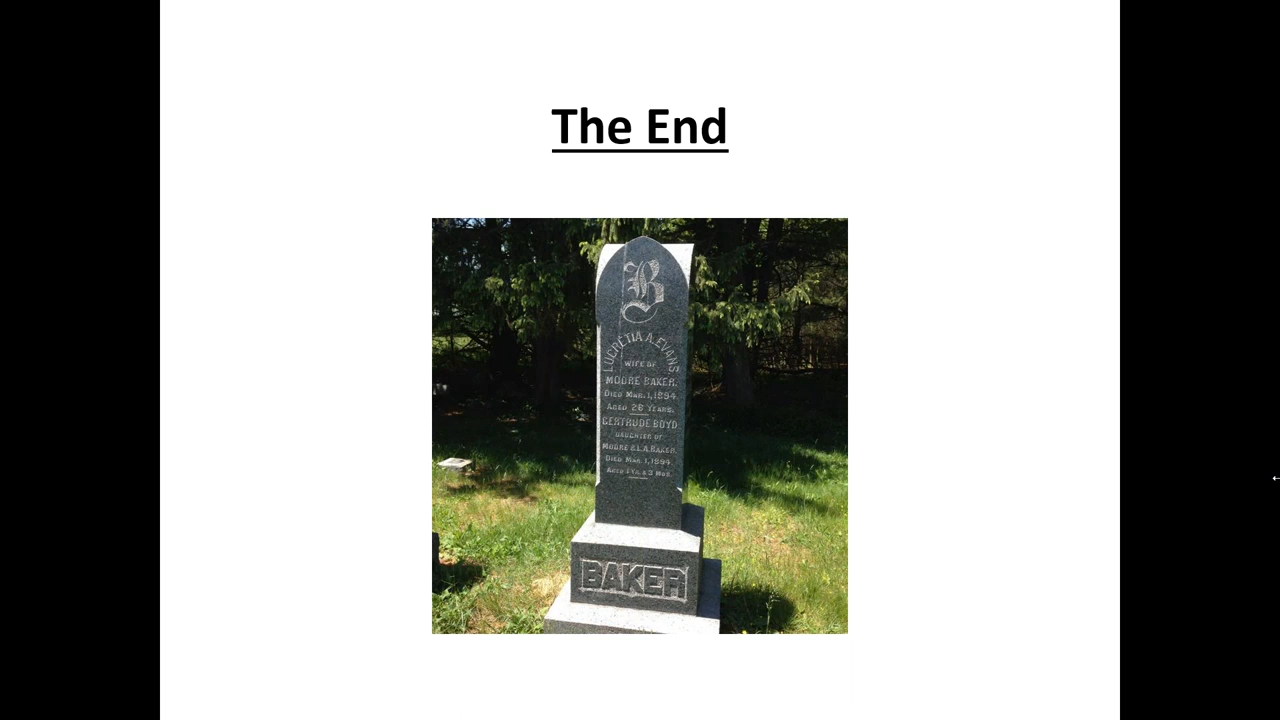 The End
B
LUCRETIA A. EVANS.
WIFE OF
MOORE BAKER.
DIED MAR. 1, 1894.
AGED 26 YEARS.
GERTRUDE BOYD
DAUGHTER OF
MOORE & L.A. BAKER.
DIED MAR. 1, 1894.
AGED 1 YR. & 3 MOS.
BAKER